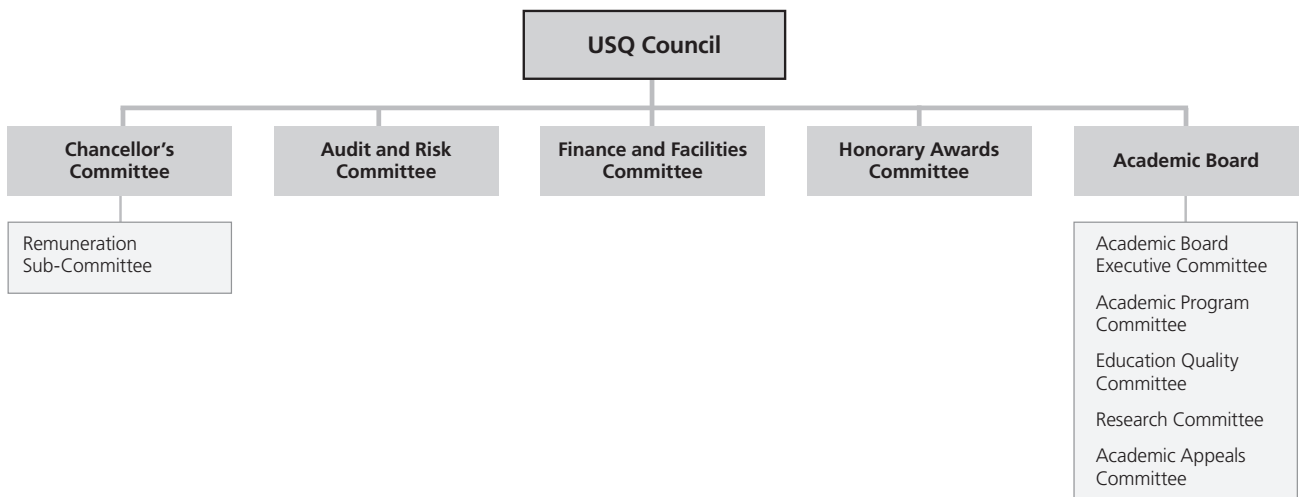 USQ Council
Chancellor's
Committee
Audit and Risk
Committee
Finance and Facilities
Committee
Honorary Awards
Committee
Academic Board
Remuneration
Sub-Committee
Academic Board
Executive Committee
Academic Program
Committee
Education Quality
Committee
Research Committee
Academic Appeals
Committee